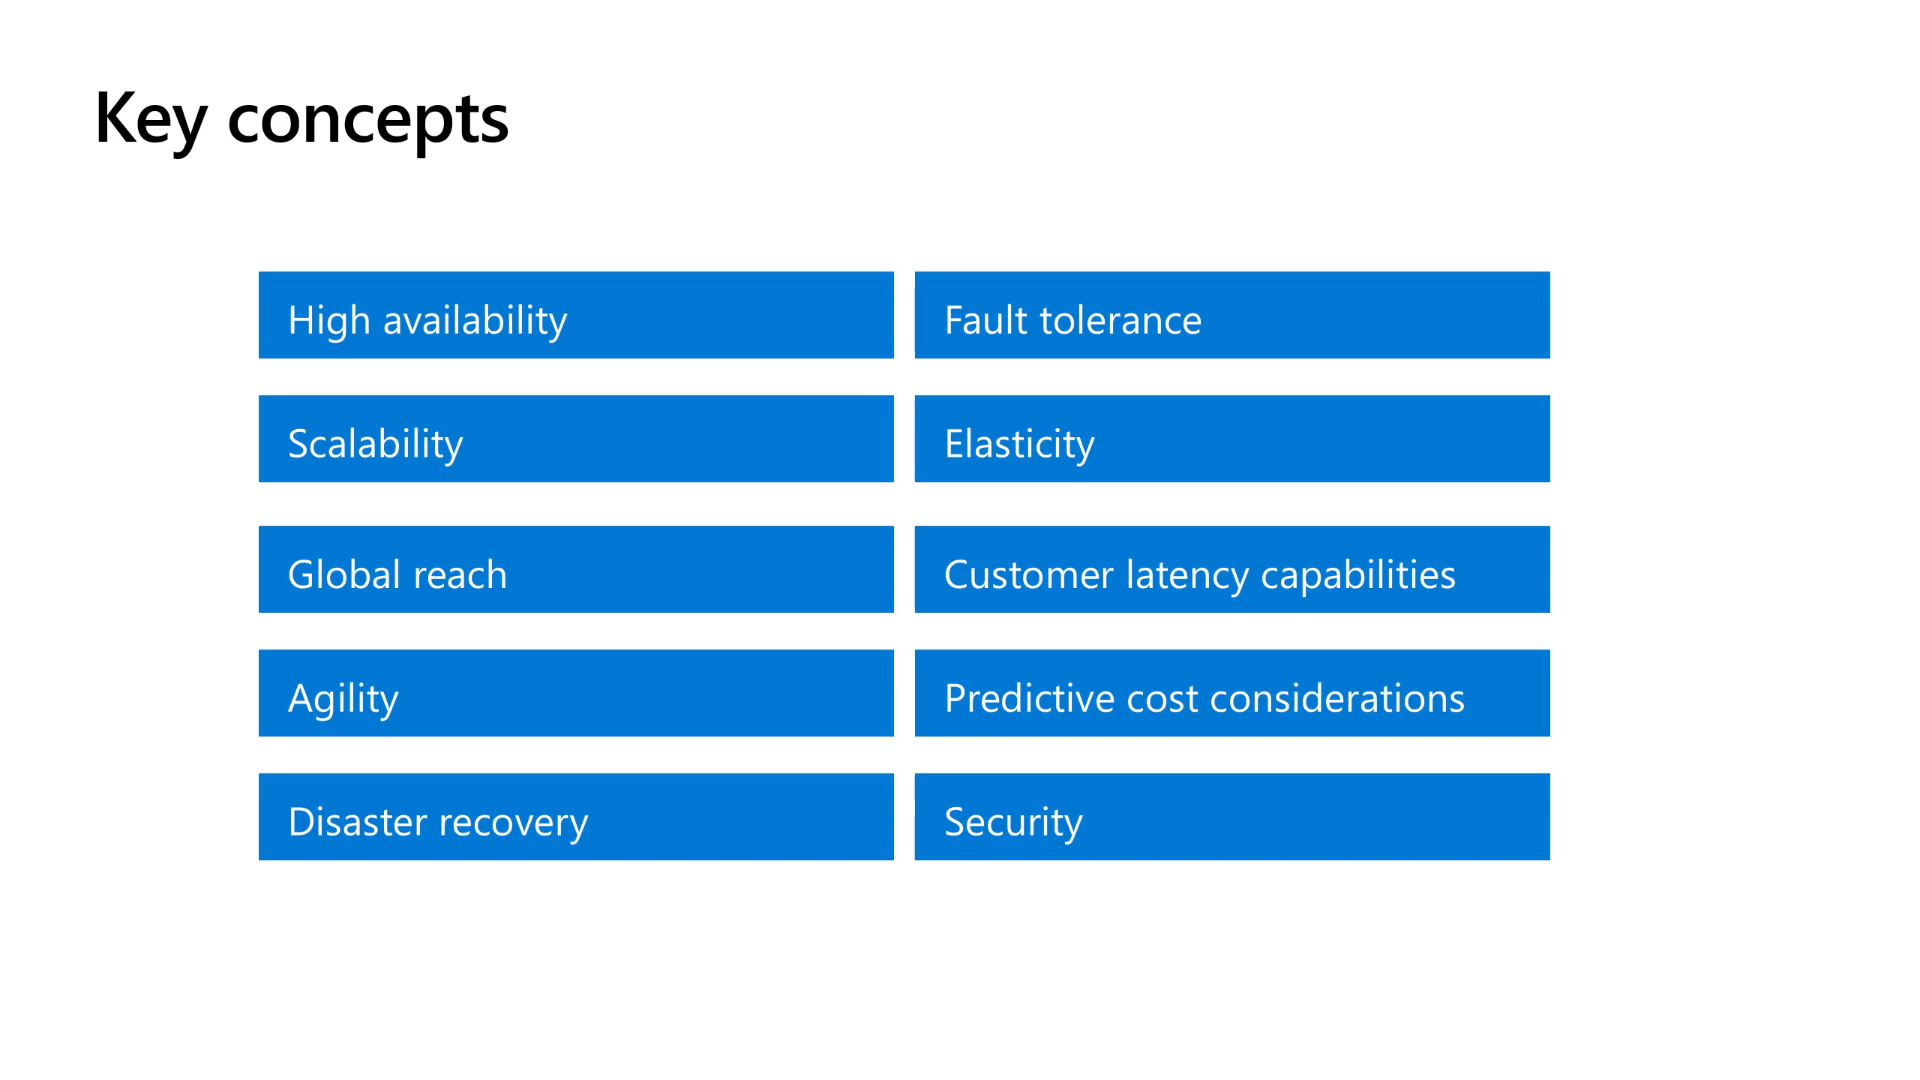 Key concepts
High availability
Fault tolerance
Scalability
Elasticity
Global reach
Customer latency capabilities
Agility
Predictive cost considerations
Disaster recovery
Security